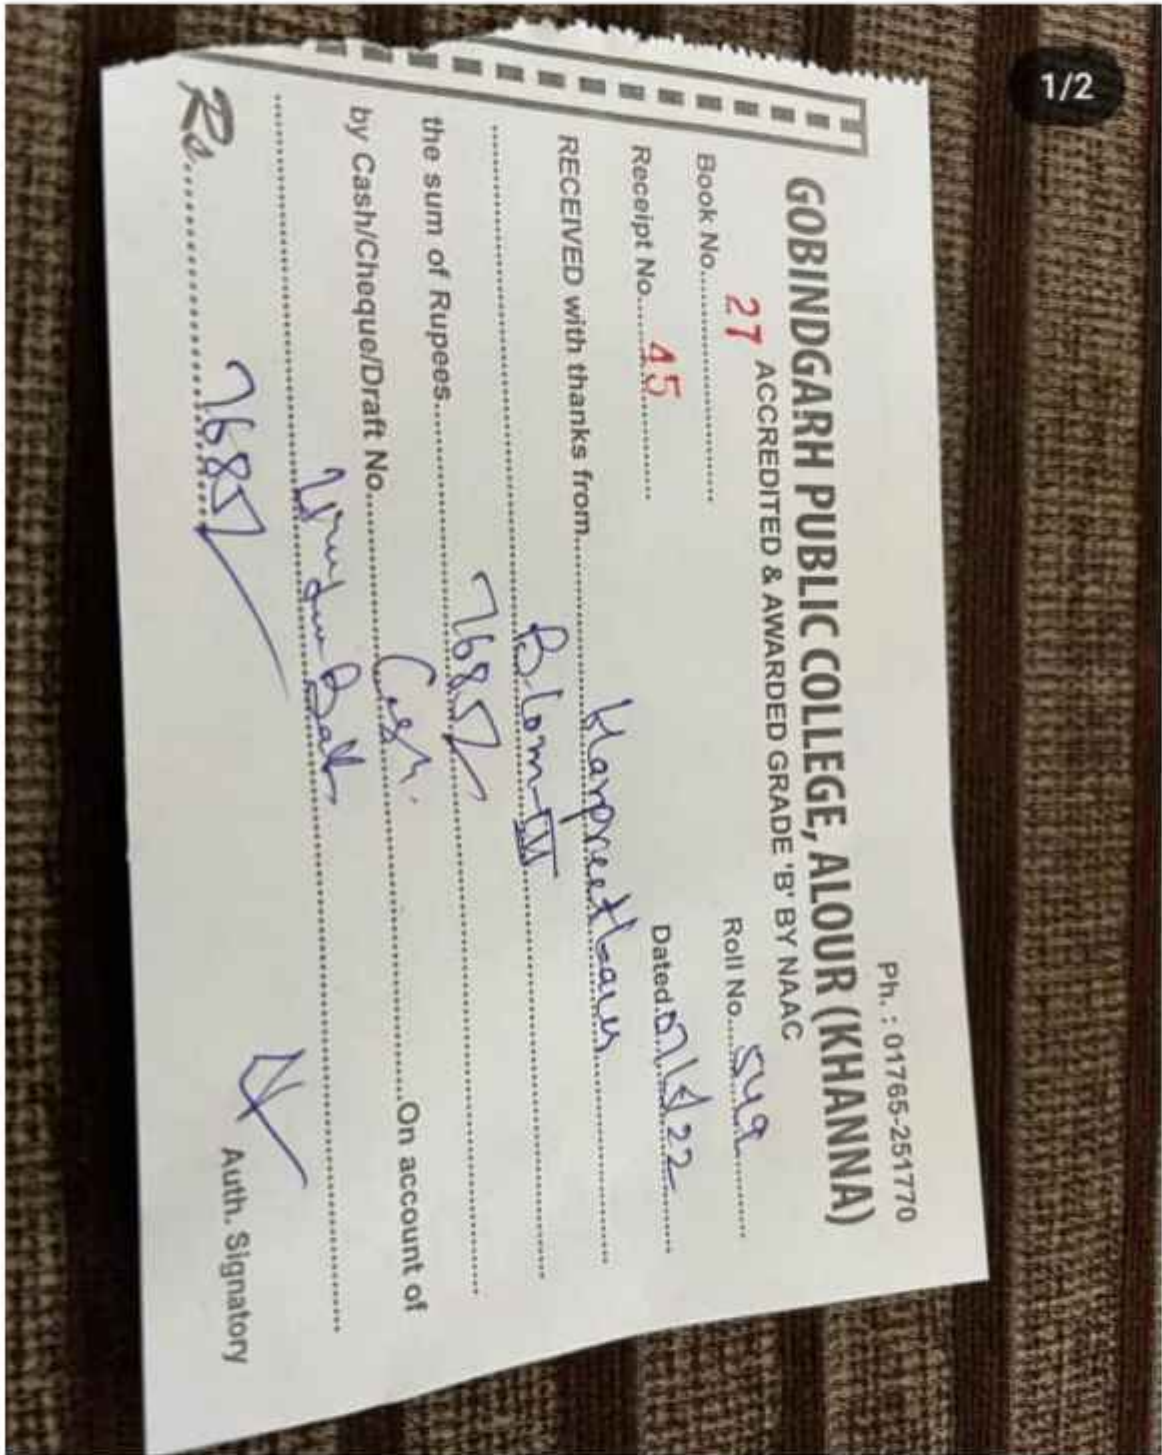 1/2
Ph. : 01765-251770
GOBINDGARH PUBLIC COLLEGE, ALOUR (KHANNA)
ACCREDITED & AWARDED GRADE 'B' BY NAAC
Book No. 27 Roll No. 549
Receipt No. 45 Dated. 07/ 22
RECEIVED with thanks from Harpreet Kaur
B.Com-III
the sum of Rupees 7685/
by Cash/Cheque/Draft No. Cash. On account of
Rs. 7685/
Auth. Signatory